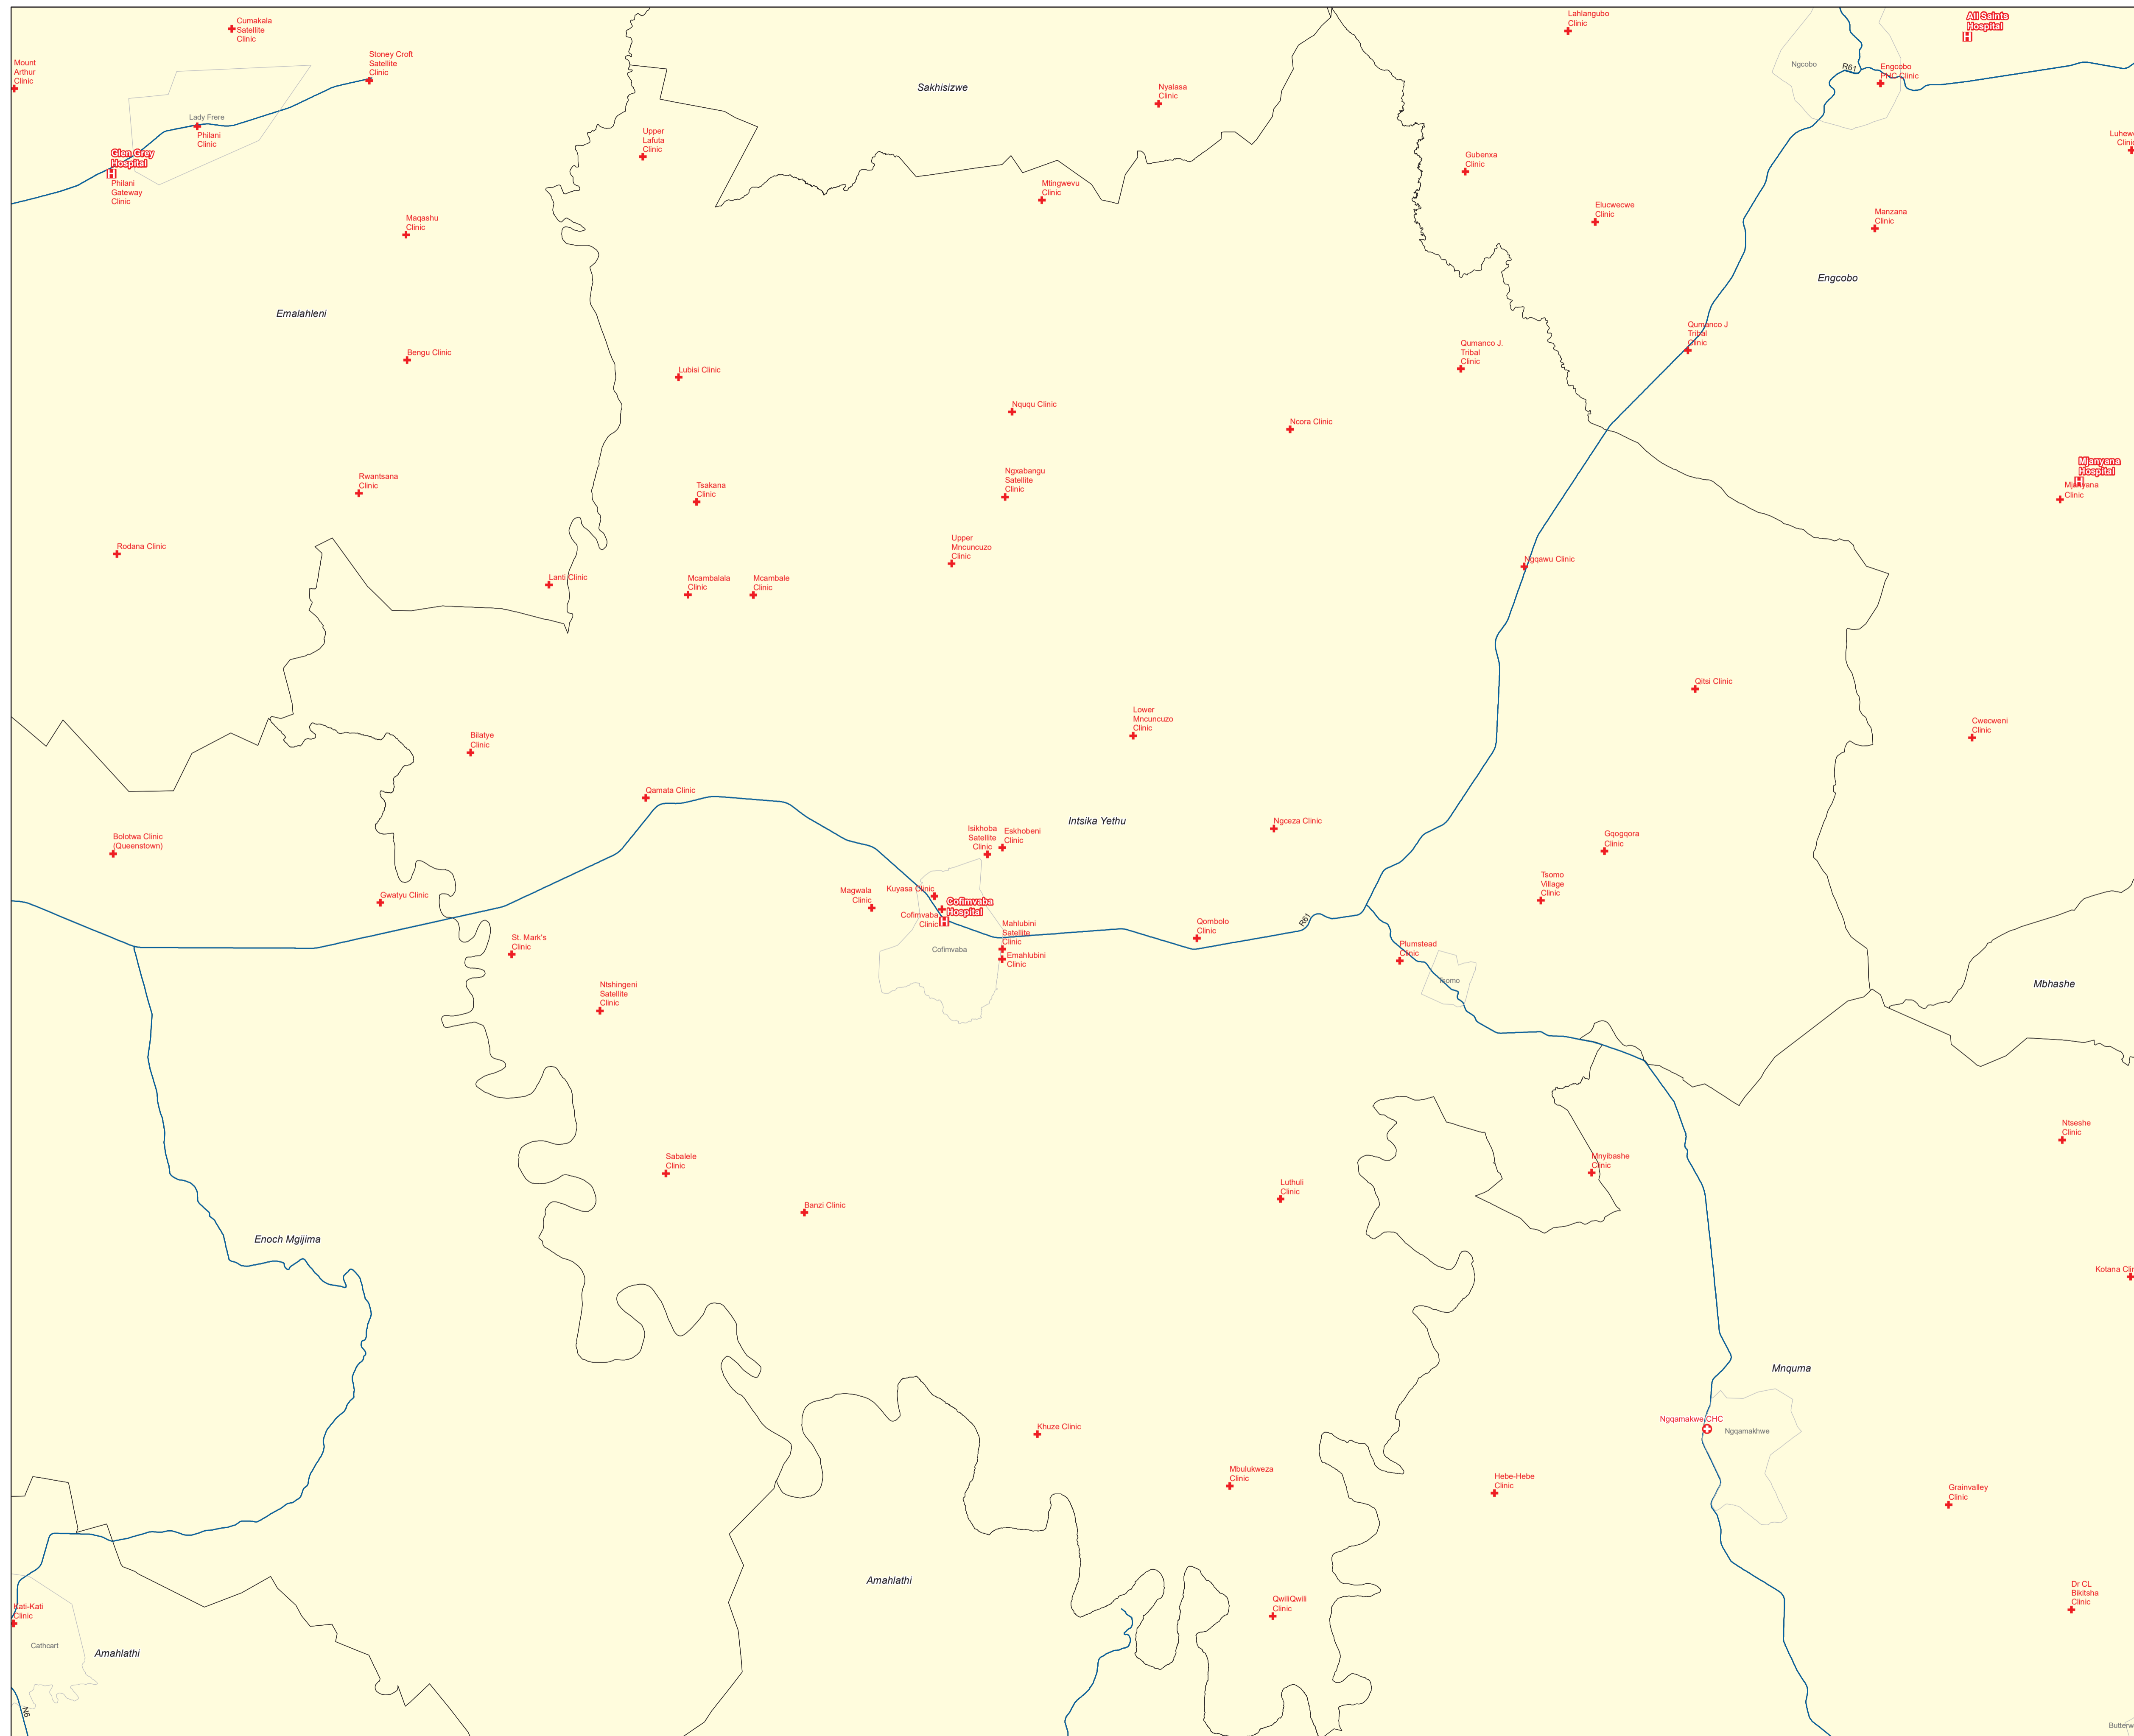 Cumakala
Satellite
Clinic
Stoney Croft
Satellite
Clinic
Mount
Arthur
Clinic
Lady Frere
Philani
Clinic
Glen Grey
Hospital
Philani
Gateway
Clinic
Maqashu
Clinic
Upper
Lafuta
Clinic
Sakhisizwe
Nyalasa
Clinic
Mtingwevu
Clinic
Lahlangubo
Clinic
Gubenxa
Clinic
Elucwecwe
Clinic
Ngcobo
R61
Engcobo
PHC Clinic
All Saints
Hospital
Manzana
Clinic
Engcobo
Emalahleni
Bengu Clinic
Lubisi Clinic
Nququ Clinic
Ncora Clinic
Qumanco J.
Tribal
Clinic
Qumanco J
Tribal
Clinic
Rwantsana
Clinic
Tsakana
Clinic
Ngxabangu
Satellite
Clinic
Mjanyana
Hospital
Mjanyana
Clinic
Rodana Clinic
Lanti Clinic
Mcambalala
Clinic
Mcambale
Clinic
Upper
Mncuncuzo
Clinic
Ngqawu Clinic
Qitsi Clinic
Cwecweni
Clinic
Bilatye
Clinic
Lower
Mncuncuzo
Clinic
Qamata Clinic
Intsika Yethu
Ngceza Clinic
Gqogqora
Clinic
Bolotwa Clinic
(Queenstown)
Isikhoba
Satellite
Clinic
Eskhobeni
Clinic
Tsomo
Village
Clinic
Gwatyu Clinic
Magwala
Clinic
Kuyasa Clinic
Cofimvaba
Hospital
Cofimvaba
Clinic
Mahlubini
Satellite
Clinic
Emahlubini
Clinic
Cofimvaba
Qombolo
Clinic
R61
Plumstead
Clinic
Tsomo
St. Mark's
Clinic
Ntshingeni
Satellite
Clinic
Mbhashe
Sabalele
Clinic
Banzi Clinic
Luthuli
Clinic
Mnyibashe
Clinic
Ntseshe
Clinic
Enoch Mgijima
Mnquma
Khuze Clinic
Mbulukweza
Clinic
Hebe-Hebe
Clinic
Ngqamakwe CHC
Ngqamakhwe
Grainvalley
Clinic
Amahlathi
QwiliQwili
Clinic
Dr CL
Bikitsha
Clinic
Kati-Kati
Clinic
Cathcart
Amahlathi
N6